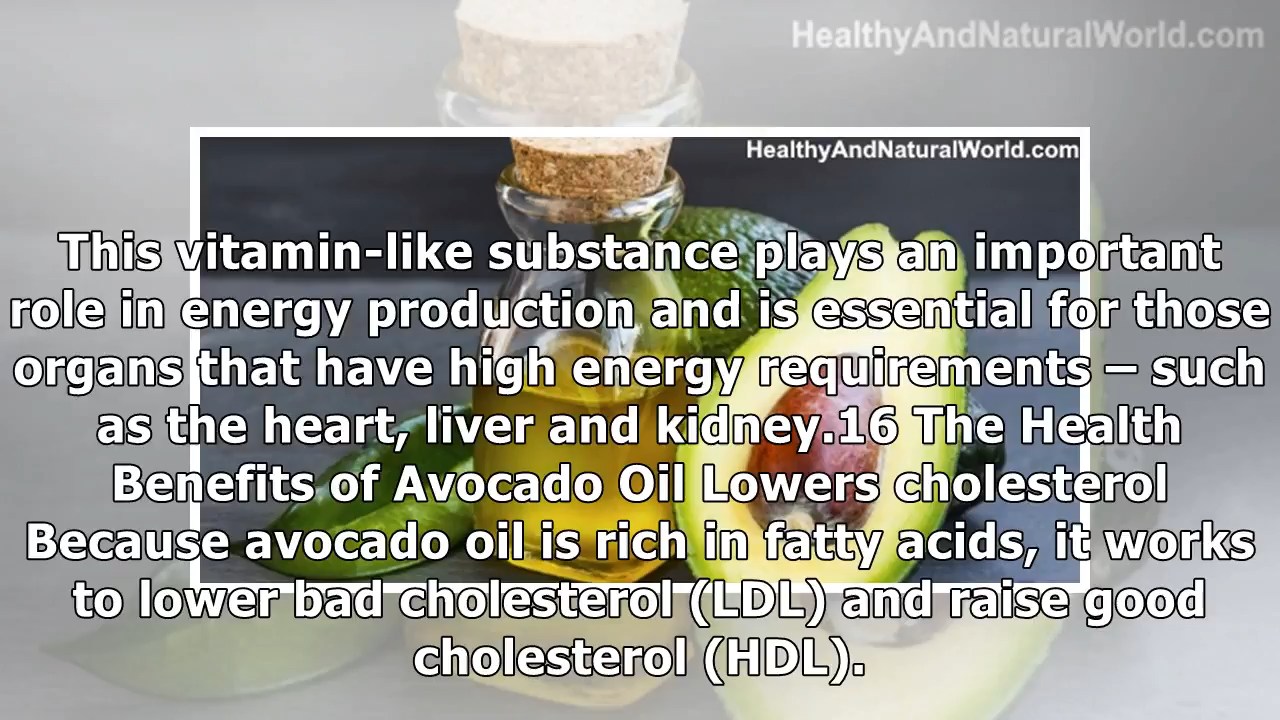 HealthyAndNaturalWorld.com
HealthyAndNaturalWorld.com
This vitamin-like substance plays an important
role in energy production and is essential for those
organs that have high energy requirements – such
as the heart, liver and kidney.16 The Health
Benefits of Avocado Oil Lowers cholesterol
Because avocado oil is rich in fatty acids, it works
to lower bad cholesterol (LDL) and raise good
cholesterol (HDL).